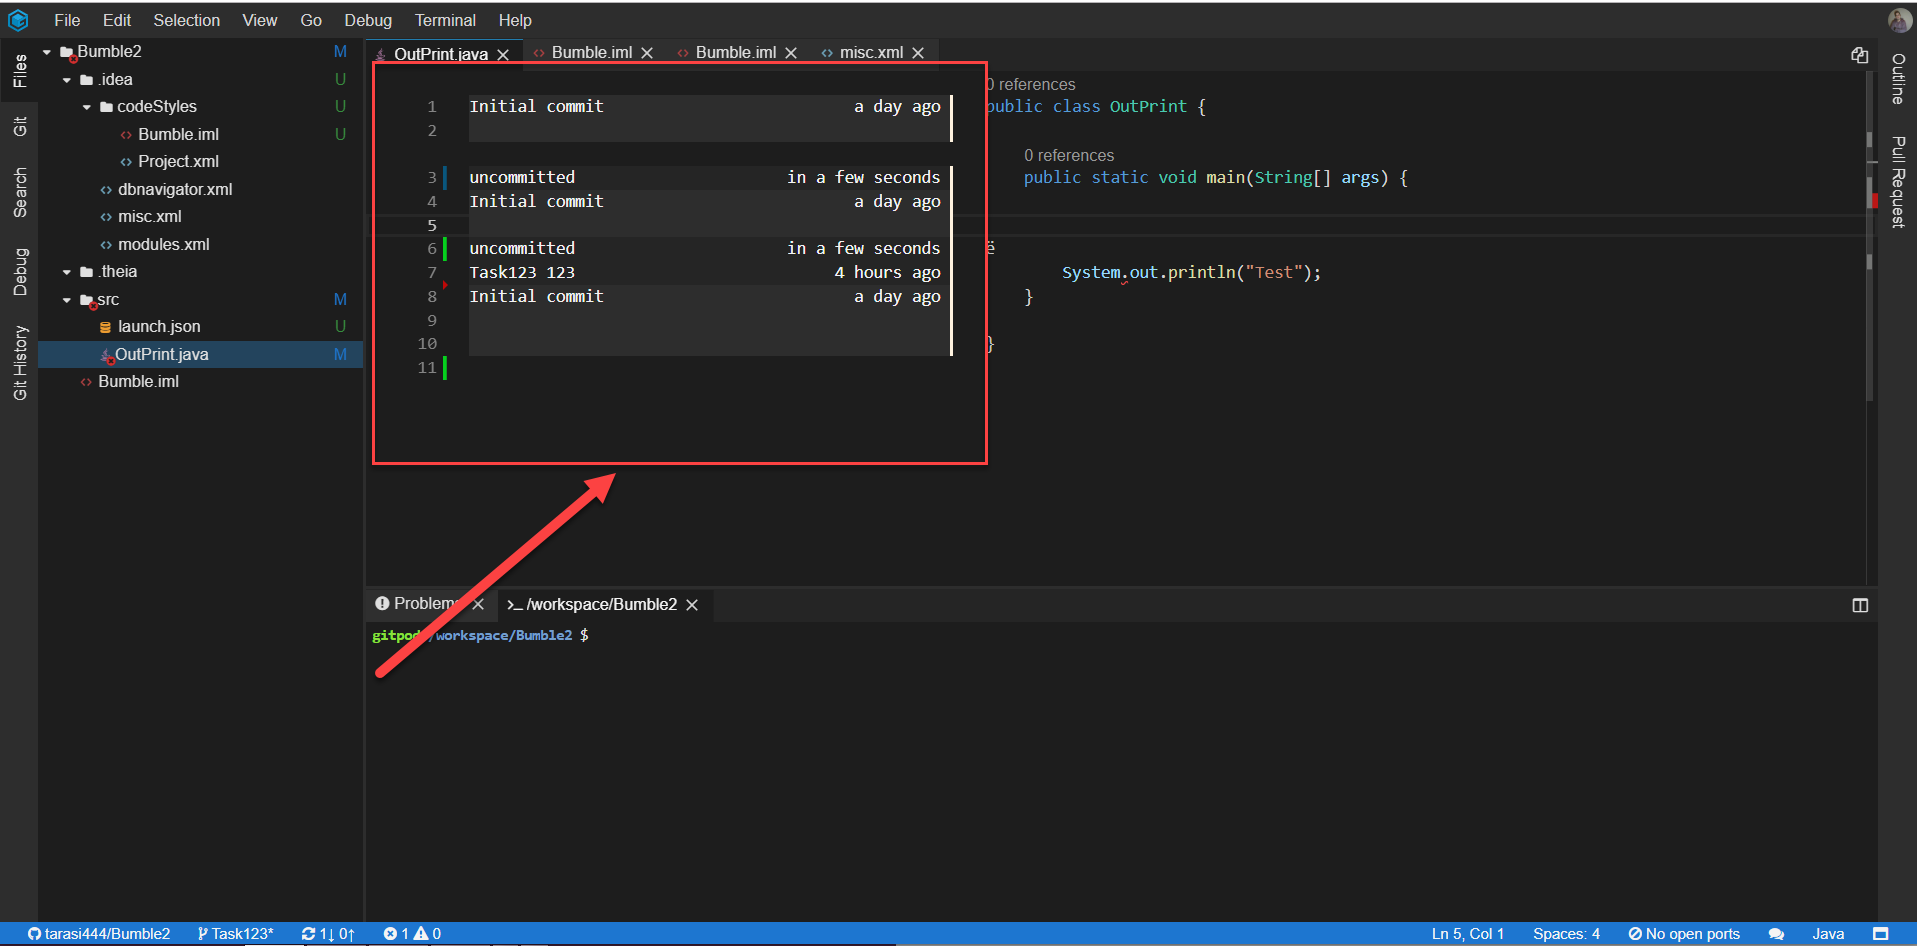 File Edit Selection View Go Debug Terminal Help
Files
Git
Search
Debug
Git History
Bumble2 M
.idea U
codeStyles U
Bumble.iml U
Project.xml
dbnavigator.xml
misc.xml
modules.xml
.theia
src M
launch.json U
OutPrint.java M
Bumble.iml
OutPrint.java Bumble.iml Bumble.iml misc.xml
0 references
1 Initial commit a day ago public class OutPrint {
2
0 references
3 uncommitted in a few seconds public static void main(String[] args) {
4 Initial commit a day ago
5
6 uncommitted in a few seconds ë
7 Task123 123 4 hours ago System.out.println("Test");
8 Initial commit a day ago }
9
10 }
11
Outline
Pull Request
Problems /workspace/Bumble2
gitpod /workspace/Bumble2 $
tarasi444/Bumble2 Task123* 1↓ 0↑ 1 0 Ln 5, Col 1 Spaces: 4 No open ports Java